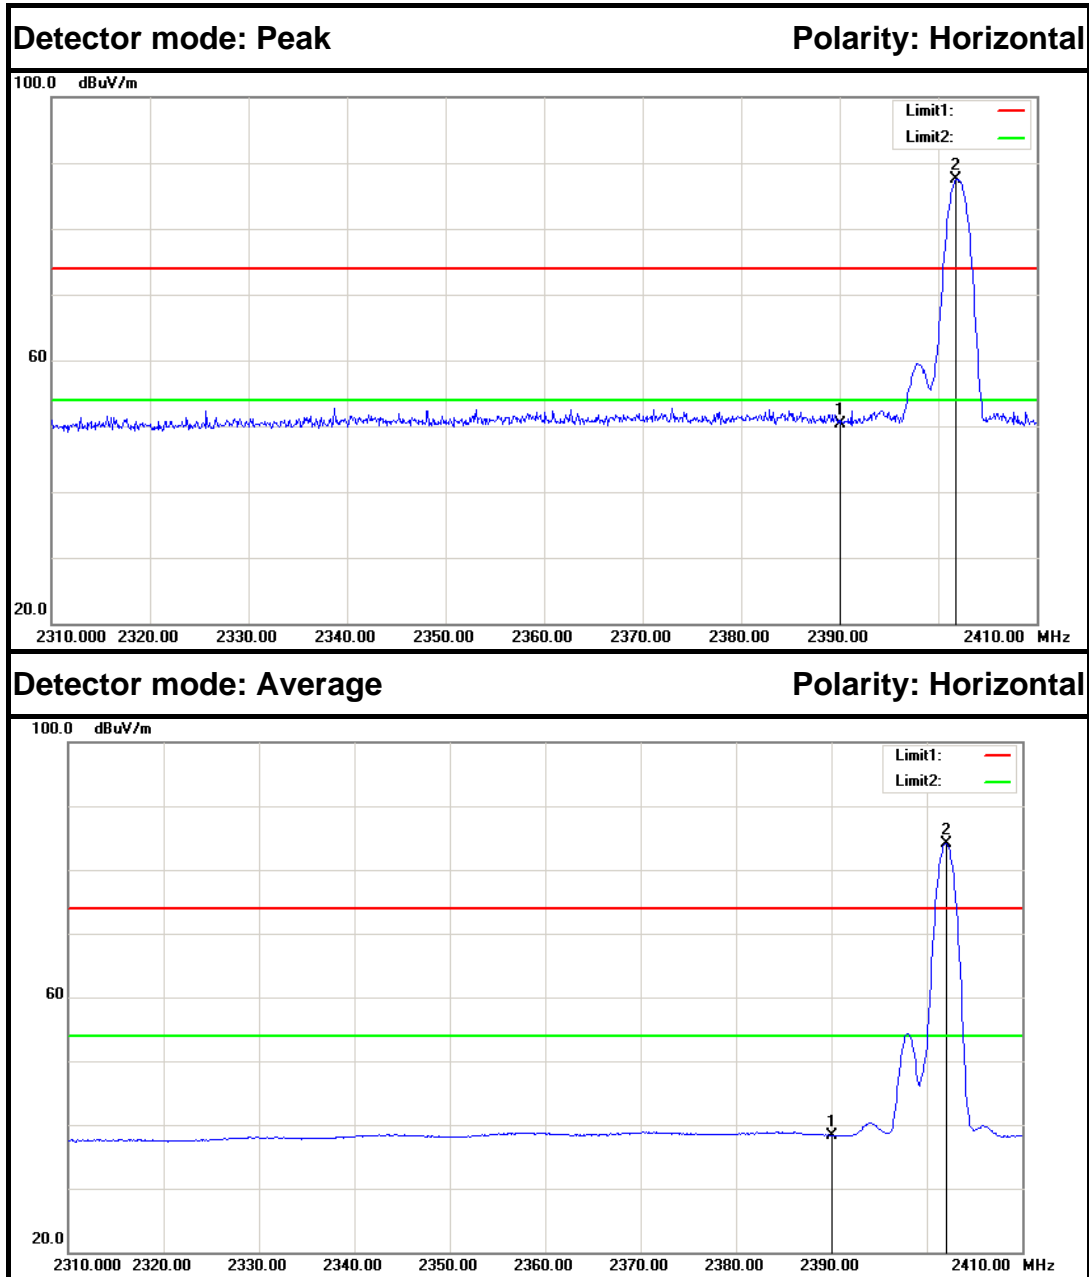 Detector mode: Peak Polarity: Horizontal
100.0 dBuV/m
Limit1:
Limit2:
2
60
1
20.0
2310.000 2320.00 2330.00 2340.00 2350.00 2360.00 2370.00 2380.00 2390.00 2410.00 MHz
Detector mode: Average Polarity: Horizontal
100.0 dBuV/m
Limit1:
Limit2:
2
60
1
20.0
2310.000 2320.00 2330.00 2340.00 2350.00 2360.00 2370.00 2380.00 2390.00 2410.00 MHz